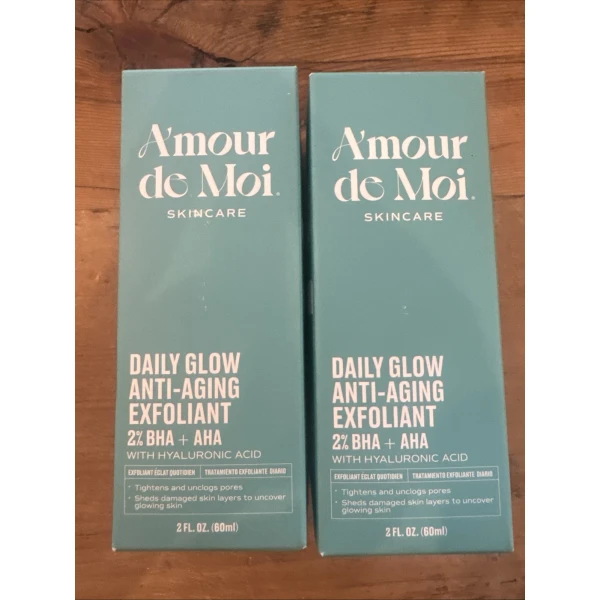 A'mour
de Moi.
SKINCARE
DAILY GLOW
ANTI-AGING
EXFOLIANT
2% BHA + AHA
WITH HYALURONIC ACID
EXFOLIANT ÉCLAT QUOTIDIEN TRATAMIENTO EXFOLIANTE DIARIO
• Tightens and unclogs pores
• Sheds damaged skin layers to uncover
glowing skin
2 FL. OZ. (60ml)
A'mour
de Moi.
SKINCARE
DAILY GLOW
ANTI-AGING
EXFOLIANT
2% BHA + AHA
WITH HYALURONIC ACID
EXFOLIANT ÉCLAT QUOTIDIEN TRATAMIENTO EXFOLIANTE DIARIO
• Tightens and unclogs pores
• Sheds damaged skin layers to uncover
glowing skin
2 FL. OZ. (60ml)